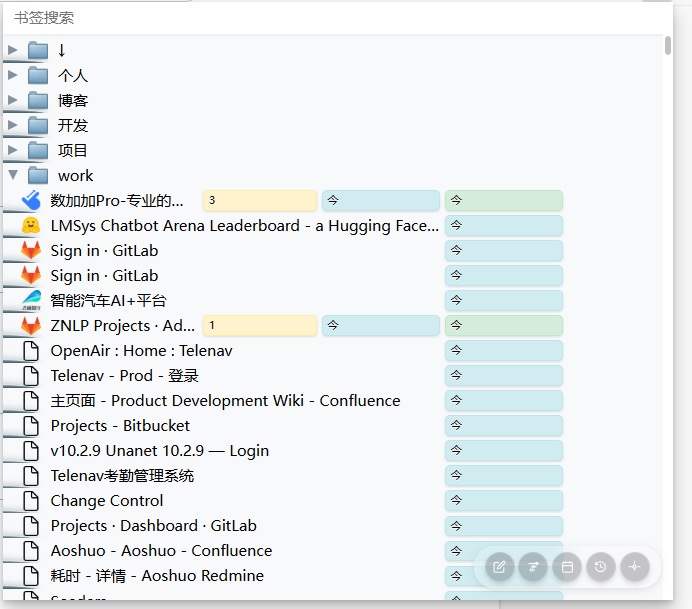 书签搜索
↓
个人
博客
开发
项目
work
数加加Pro-专业的... 3 今 今
LMSys Chatbot Arena Leaderboard - a Hugging Face... 今
Sign in · GitLab 今
Sign in · GitLab 今
智能汽车AI+平台 今
ZNLP Projects · Ad... 1 今 今
OpenAir : Home : Telenav 今
Telenav - Prod - 登录 今
主页面 - Product Development Wiki - Confluence 今
Projects - Bitbucket 今
v10.2.9 Unanet 10.2.9 — Login 今
Telenav考勤管理系统 今
Change Control 今
Projects · Dashboard · GitLab 今
Aoshuo - Aoshuo - Confluence 今
耗时 - 详情 - Aoshuo Redmine 今